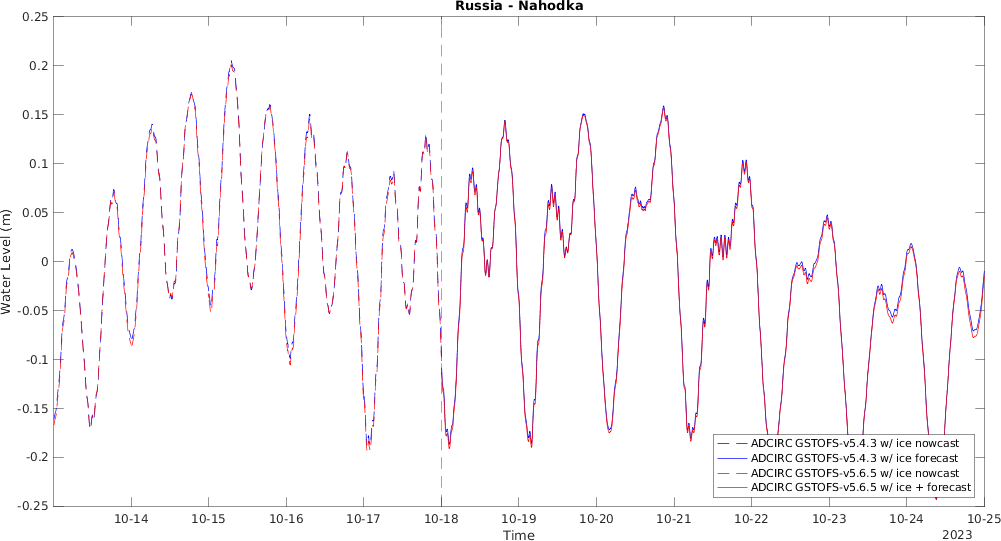 Russia - Nahodka
0.25
0.2
0.15
0.1
0.05
0
-0.05
-0.1
-0.15
-0.2
-0.25
Water Level (m)
ADCIRC GSTOFS-v5.4.3 w/ ice nowcast
ADCIRC GSTOFS-v5.4.3 w/ ice forecast
ADCIRC GSTOFS-v5.6.5 w/ ice nowcast
ADCIRC GSTOFS-v5.6.5 w/ ice + forecast
10-14 10-15 10-16 10-17 10-18 10-19 10-20 10-21 10-22 10-23 10-24 10-25
Time
2023